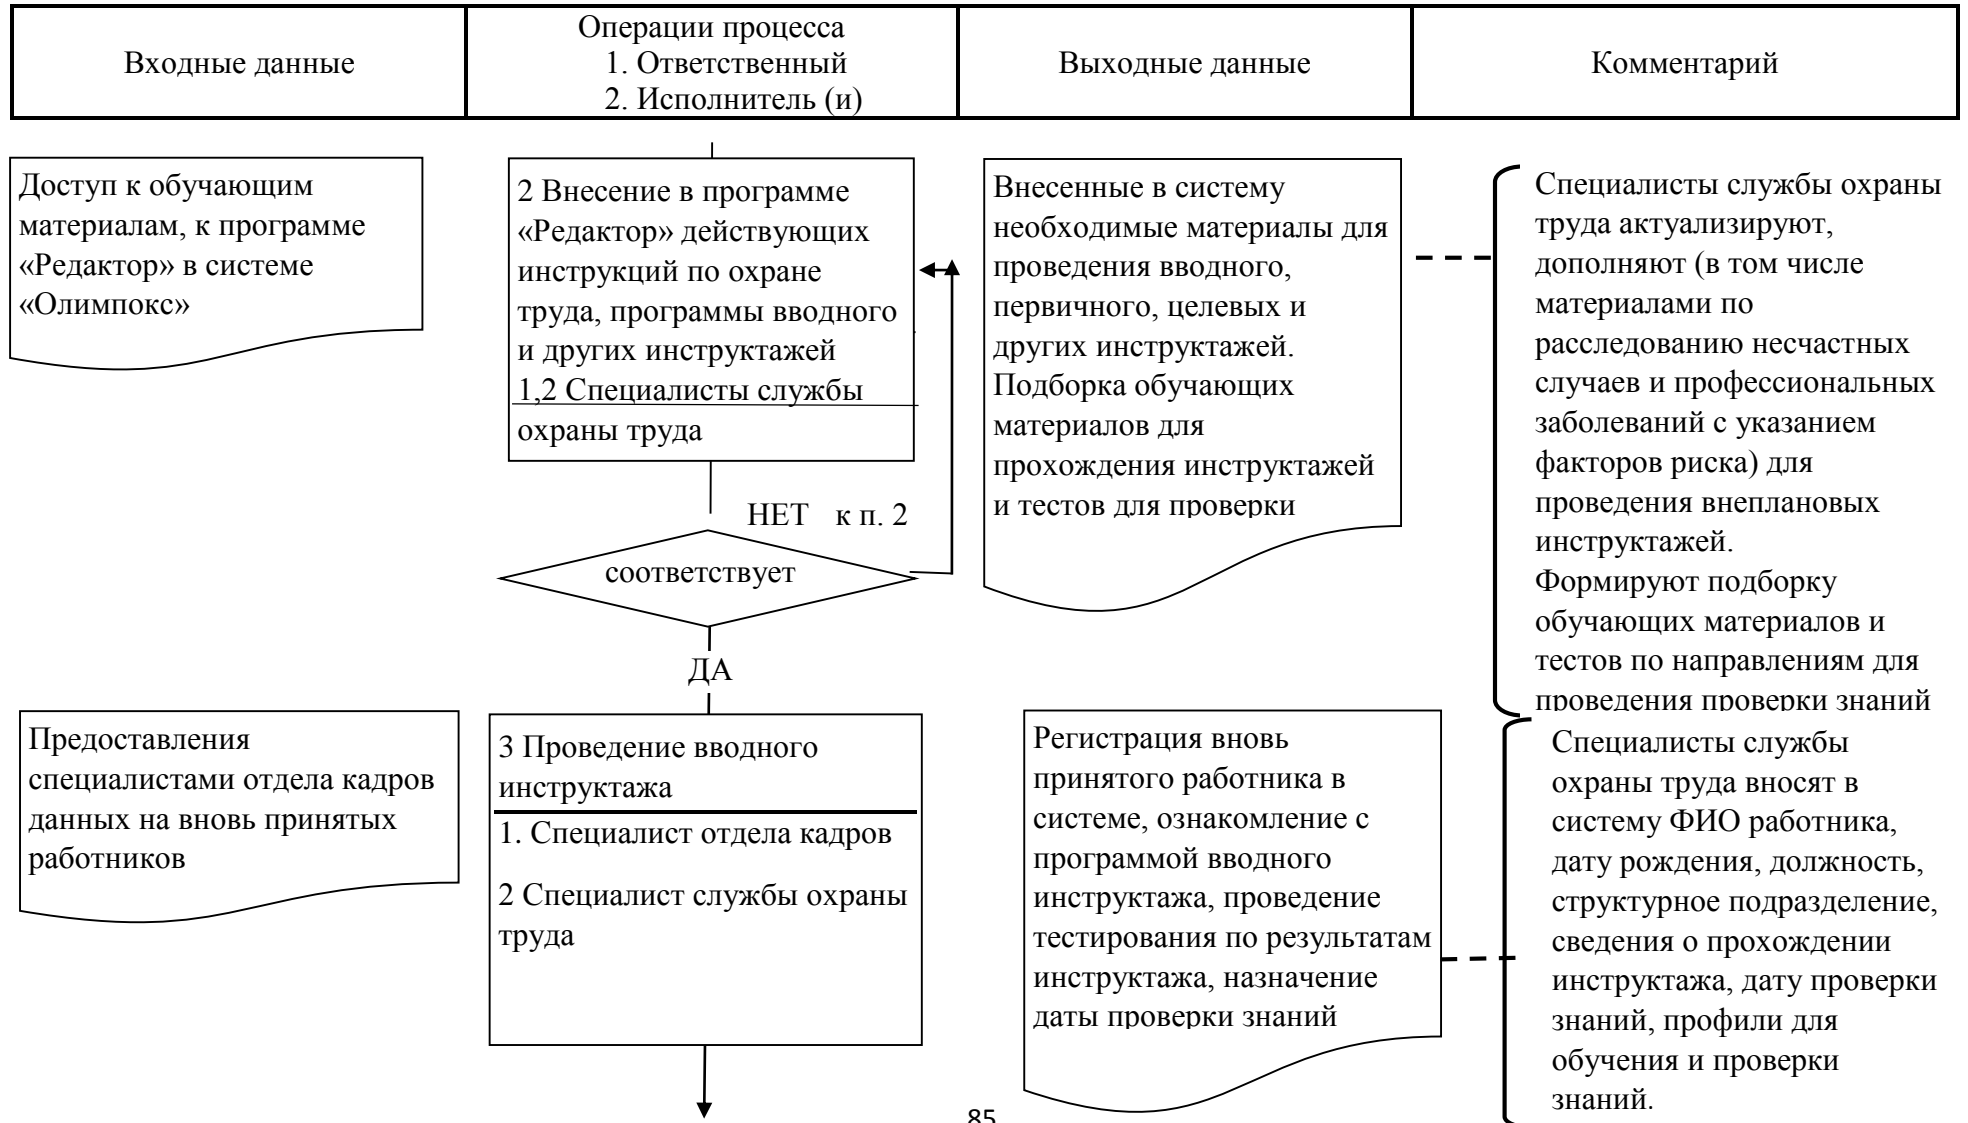 Входные данные
Операции процесса
1. Ответственный
2. Исполнитель (и)
Выходные данные
Комментарий
Доступ к обучающим
материалам, к программе
«Редактор» в системе
«Олимпокс»
2 Внесение в программе
«Редактор» действующих
инструкций по охране
труда, программы вводного
и других инструктажей
1,2 Специалисты службы
охраны труда
Внесенные в систему
необходимые материалы для
проведения вводного,
первичного, целевых и
других инструктажей.
Подборка обучающих
материалов для
прохождения инструктажей
и тестов для проверки
Специалисты службы охраны
труда актуализируют,
дополняют (в том числе
материалами по
расследованию несчастных
случаев и профессиональных
заболеваний с указанием
факторов риска) для
проведения внеплановых
инструктажей.
Формируют подборку
обучающих материалов и
тестов по направлениям для
проведения проверки знаний
НЕТ к п. 2
соответствует
ДА
Предоставления
специалистами отдела кадров
данных на вновь принятых
работников
3 Проведение вводного
инструктажа
1. Специалист отдела кадров
2 Специалист службы охраны
труда
Регистрация вновь
принятого работника в
системе, ознакомление с
программой вводного
инструктажа, проведение
тестирования по результатам
инструктажа, назначение
даты проверки знаний
Специалисты службы
охраны труда вносят в
систему ФИО работника,
дату рождения, должность,
структурное подразделение,
сведения о прохождении
инструктажа, дату проверки
знаний, профили для
обучения и проверки
знаний.
85